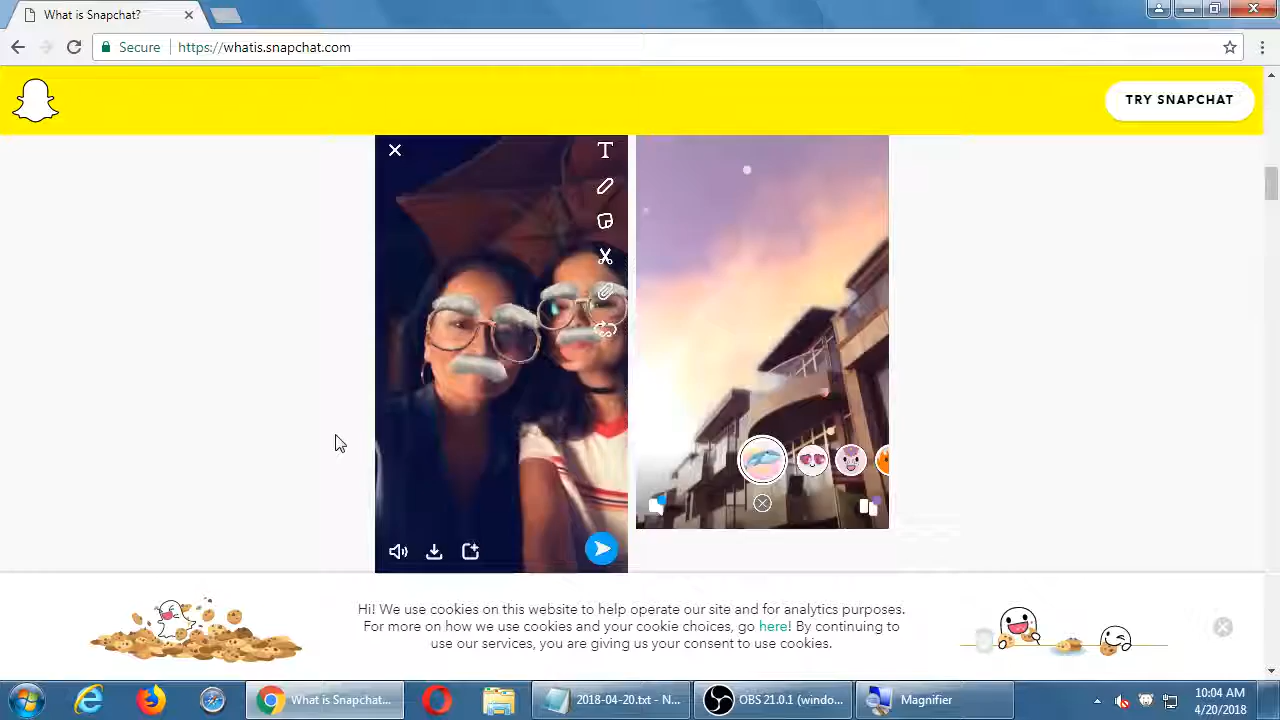 What is Snapchat?
Secure
https://whatis.snapchat.com
TRY SNAPCHAT
T
Hi! We use cookies on this website to help operate our site and for analytics purposes.
For more on how we use cookies and your cookie choices, go here! By continuing to
use our services, you are giving us your consent to use cookies.
What is Snapchat...
2018-04-20.txt - N...
OBS 21.0.1 (windo...
Magnifier
10:04 AM
4/20/2018